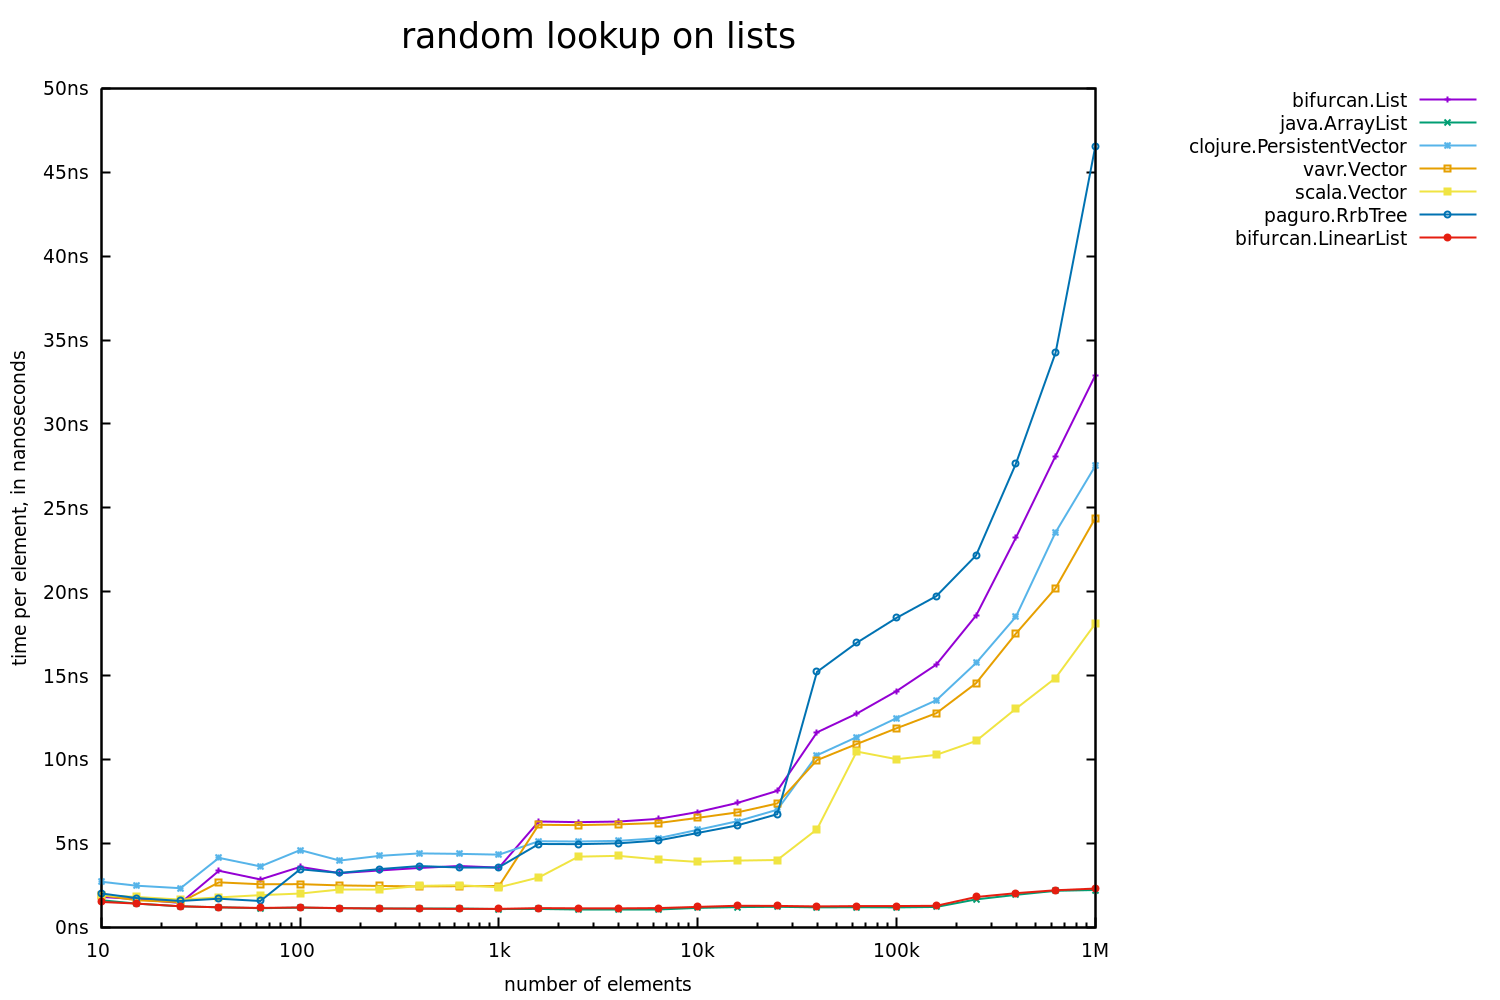 random lookup on lists
50ns
45ns
40ns
35ns
30ns
25ns
20ns
15ns
10ns
5ns
0ns
time per element, in nanoseconds
10
100
1k
10k
100k
1M
number of elements
bifurcan.List
java.ArrayList
clojure.PersistentVector
vavr.Vector
scala.Vector
paguro.RrbTree
bifurcan.LinearList